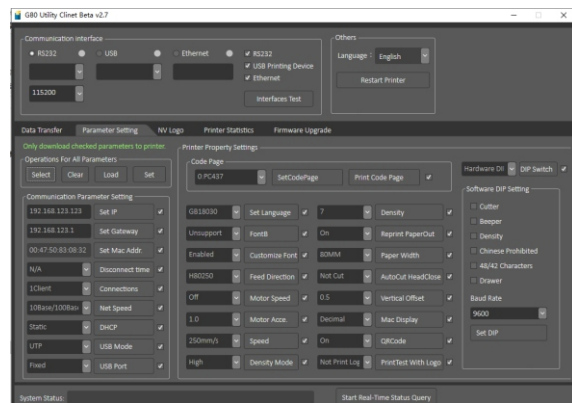 G80 Utility Clinet Beta v2.7
Communication interface
RS232 USB Ethernet
RS232
USB Printing Device
Ethernet
115200
Interfaces Test
Others
Language : English
Restart Printer
Data Transfer Parameter Setting NV Logo Printer Statistics Firmware Upgrade
Only download checked parameters to printer.
Operations For All Parameters
Select Clear Load Set
Communication Parameter Setting
192.168.123.123 Set IP
192.168.123.1 Set Gateway
00:47:50:83:08:32 Set Mac Addr.
N/A Disconnect time
1Client Connections
10Base/100Bas Net Speed
Static DHCP
UTP USB Mode
Fixed USB Port
Printer Property Settings
Code Page
0:PC437 SetCodePage Print Code Page
GB18030 Set Language 7 Density
Unsupport FontB On Reprint PaperOut
Enabled Customize Font 80MM Paper Width
H80250 Feed Direction Not Cut AutoCut HeadClose
Off Motor Speed 0.5 Vertical Offset
1.0 Motor Acce. Decimal Mac Display
250mm/s Speed On QRCode
High Density Mode Not Print Log PrintTest With Logo
Hardware DI DIP Switch
Software DIP Setting
Cutter
Beeper
Density
Chinese Prohibited
48/42 Characters
Drawer
Baud Rate
9600
Set DIP
System Status: Start Real-Time Status Query